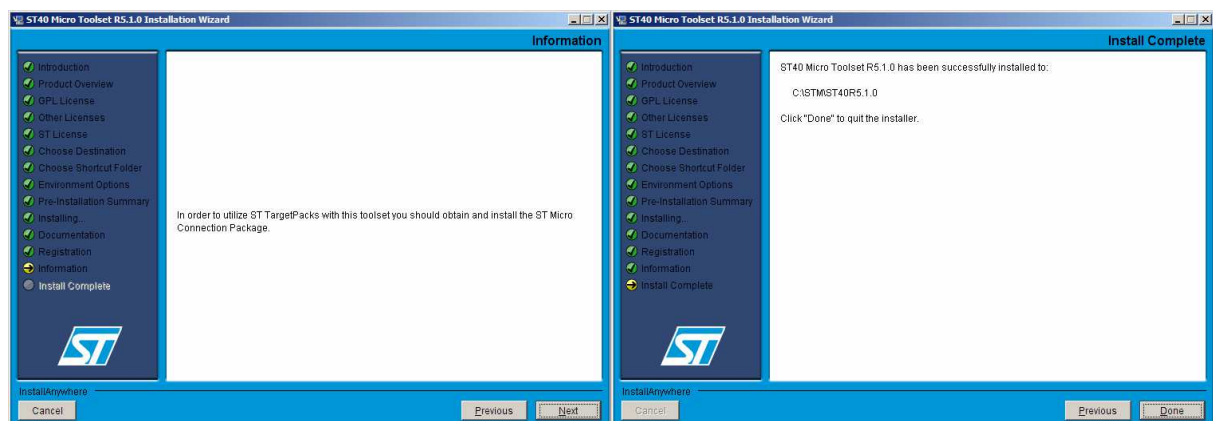 ST40 Micro Toolset R5.1.0 Installation Wizard
Information
Introduction
Product Overview
GPL License
Other Licenses
ST License
Choose Destination
Choose Shortcut Folder
Environment Options
Pre-Installation Summary
Installing...
Documentation
Registration
Information
Install Complete
In order to utilize ST TargetPacks with this toolset you should obtain and install the ST Micro
Connection Package.
ST
InstallAnywhere
Cancel
Previous
Next
ST40 Micro Toolset R5.1.0 Installation Wizard
Install Complete
Introduction
Product Overview
GPL License
Other Licenses
ST License
Choose Destination
Choose Shortcut Folder
Environment Options
Pre-Installation Summary
Installing...
Documentation
Registration
Information
Install Complete
ST40 Micro Toolset R5.1.0 has been successfully installed to:
C:\STM\ST40R5.1.0
Click "Done" to quit the installer.
ST
InstallAnywhere
Cancel
Previous
Done